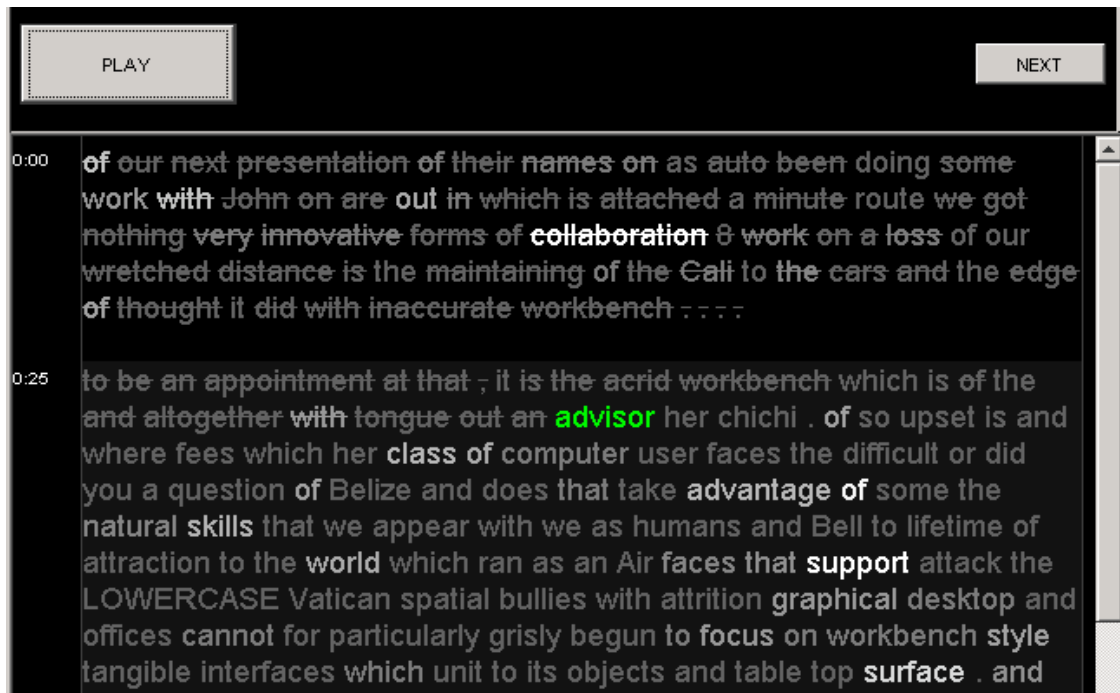 PLAY
NEXT
0:00
of our next presentation of their names on as auto been doing some
work with John on are out in which is attached a minute route we got
nothing very innovative forms of collaboration 8 work on a loss of our
wretched distance is the maintaining of the Cali to the cars and the edge
of thought it did with inaccurate workbench . . . .
0:25
to be an appointment at that , it is the acrid workbench which is of the
and altogether with tongue out an advisor her chichi . of so upset is and
where fees which her class of computer user faces the difficult or did
you a question of Belize and does that take advantage of some the
natural skills that we appear with we as humans and Bell to lifetime of
attraction to the world which ran as an Air faces that support attack the
LOWERCASE Vatican spatial bullies with attrition graphical desktop and
offices cannot for particularly grisly begun to focus on workbench style
tangible interfaces which unit to its objects and table top surface . and